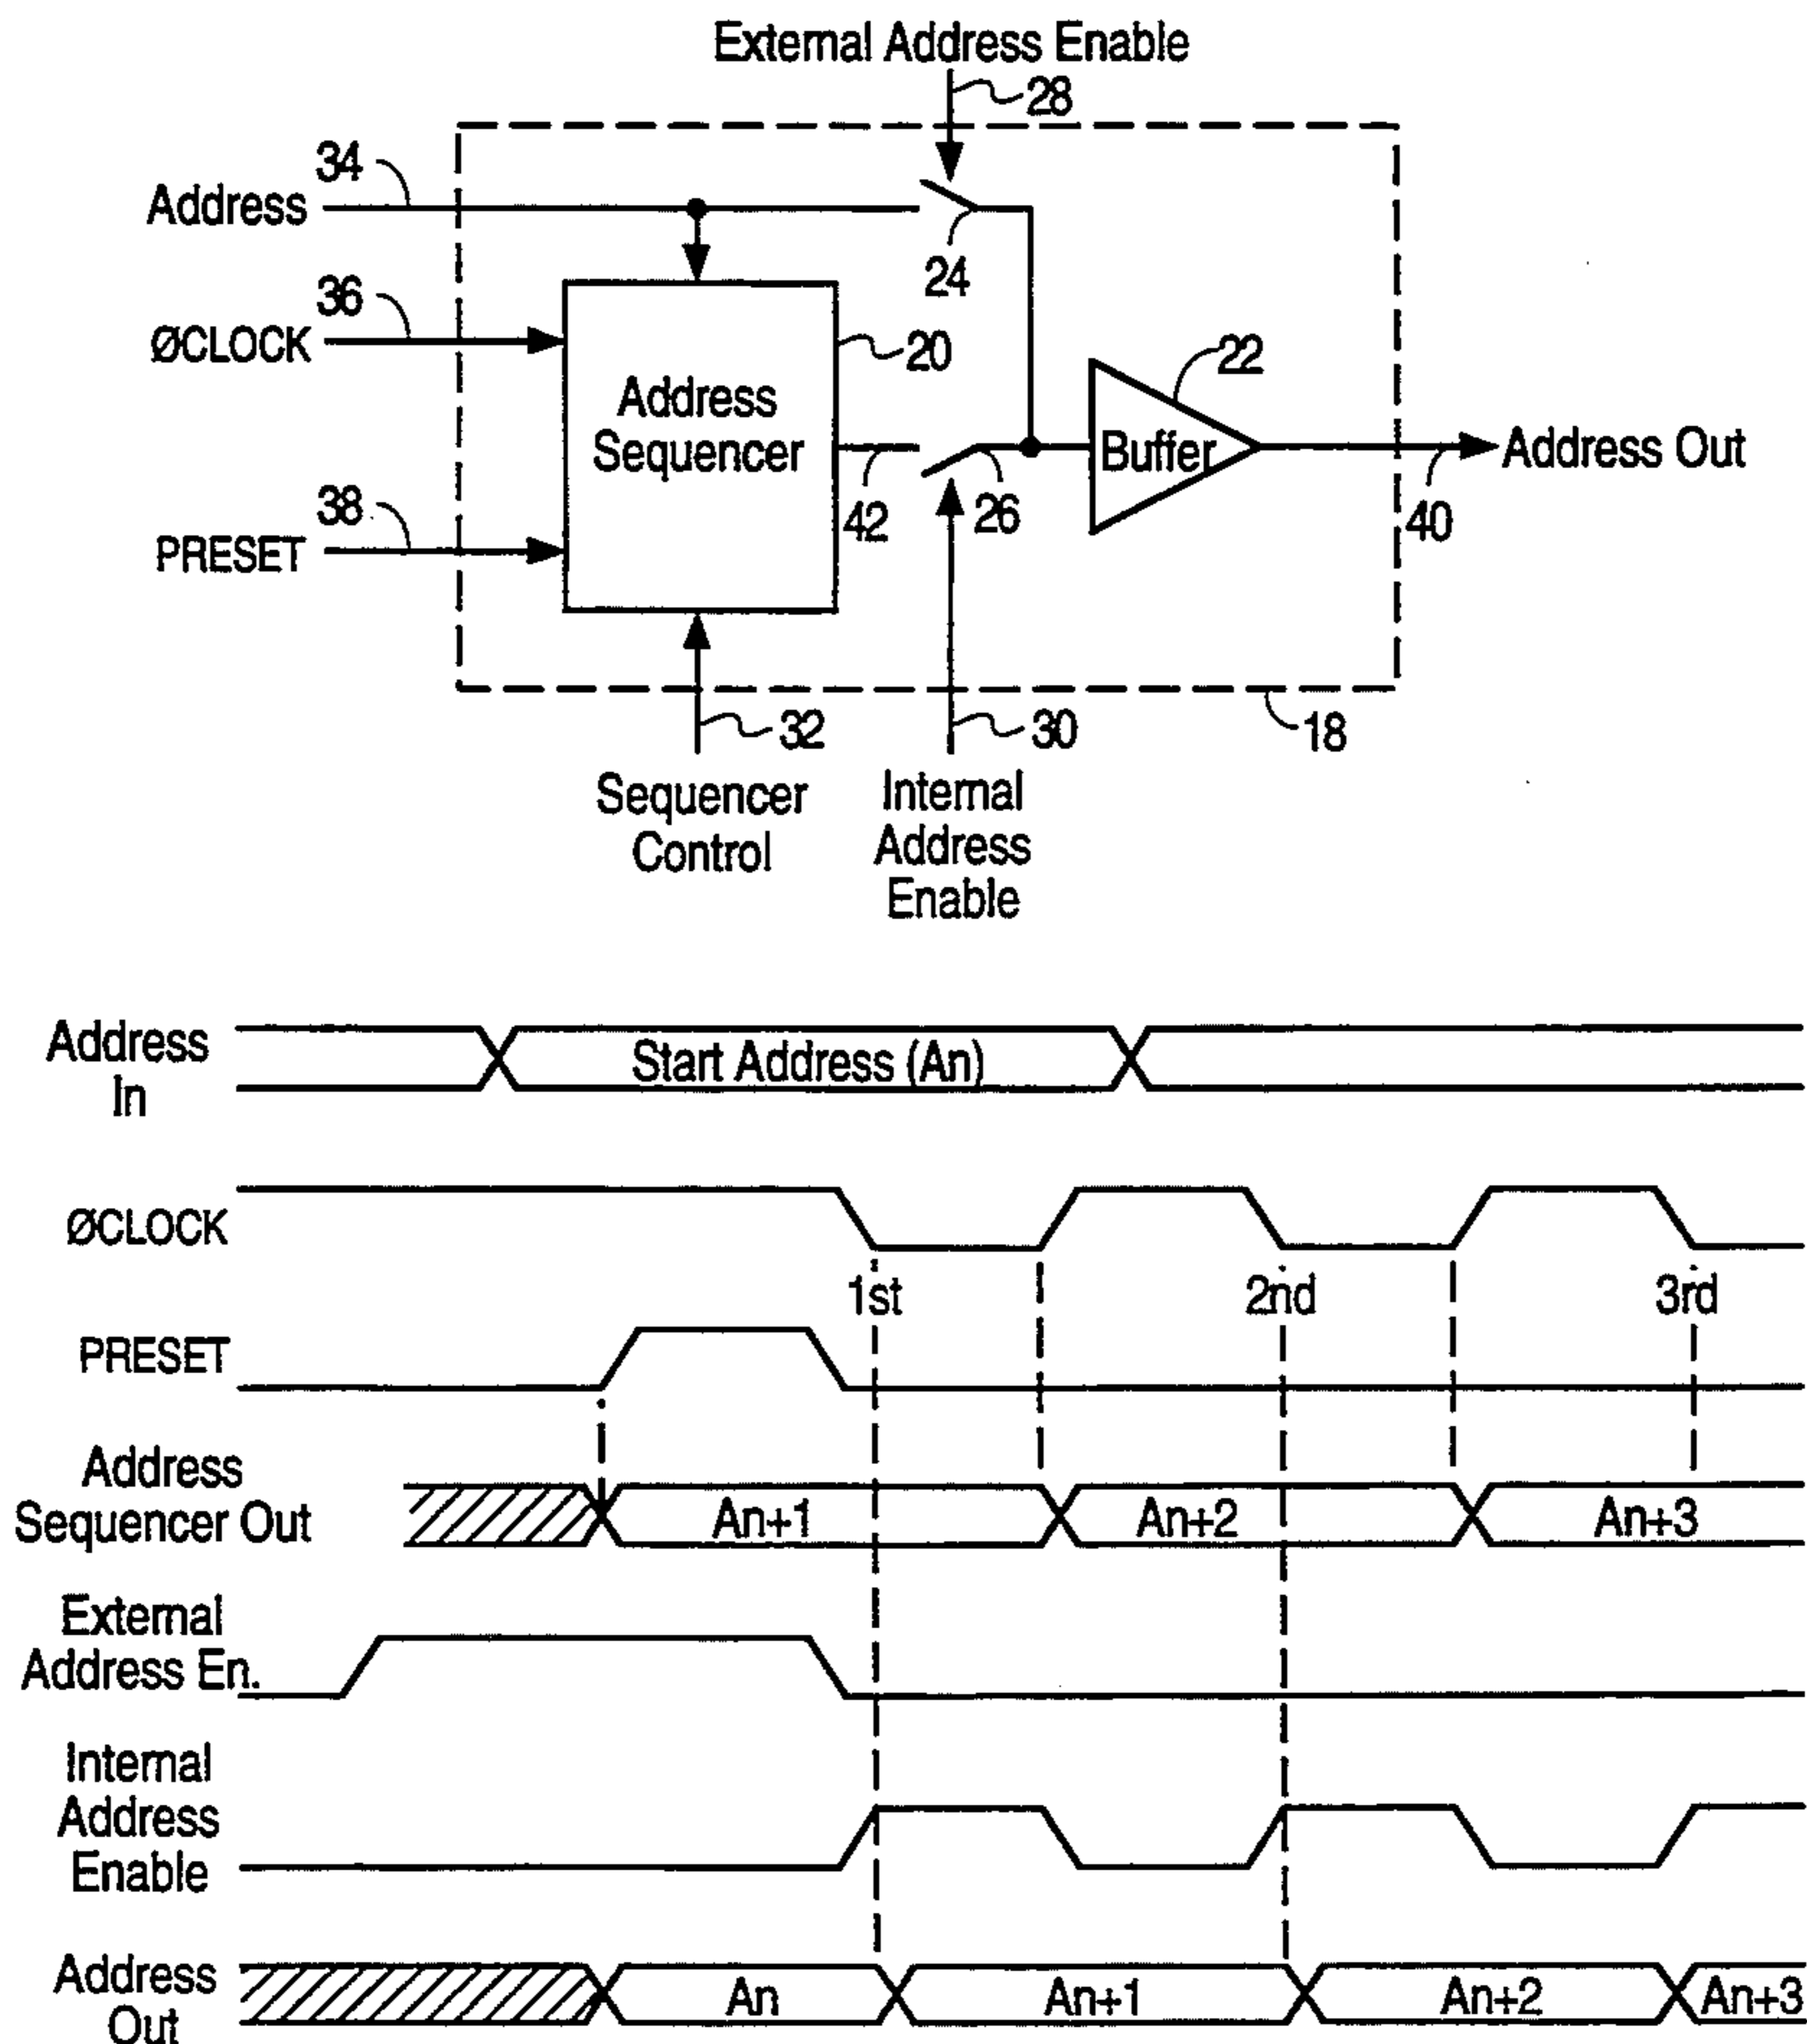 External Address Enable
28
34
Address
24
36
ØCLOCK
20
22
Address
Sequencer
Buffer
Address Out
38
42
26
40
PRESET
32
30
18
Sequencer
Control
Internal
Address
Enable
Address
In
Start Address (An)
ØCLOCK
1st
2nd
3rd
PRESET
Address
Sequencer Out
An+1
An+2
An+3
External
Address En.
Internal
Address
Enable
Address
Out
An
An+1
An+2
An+3